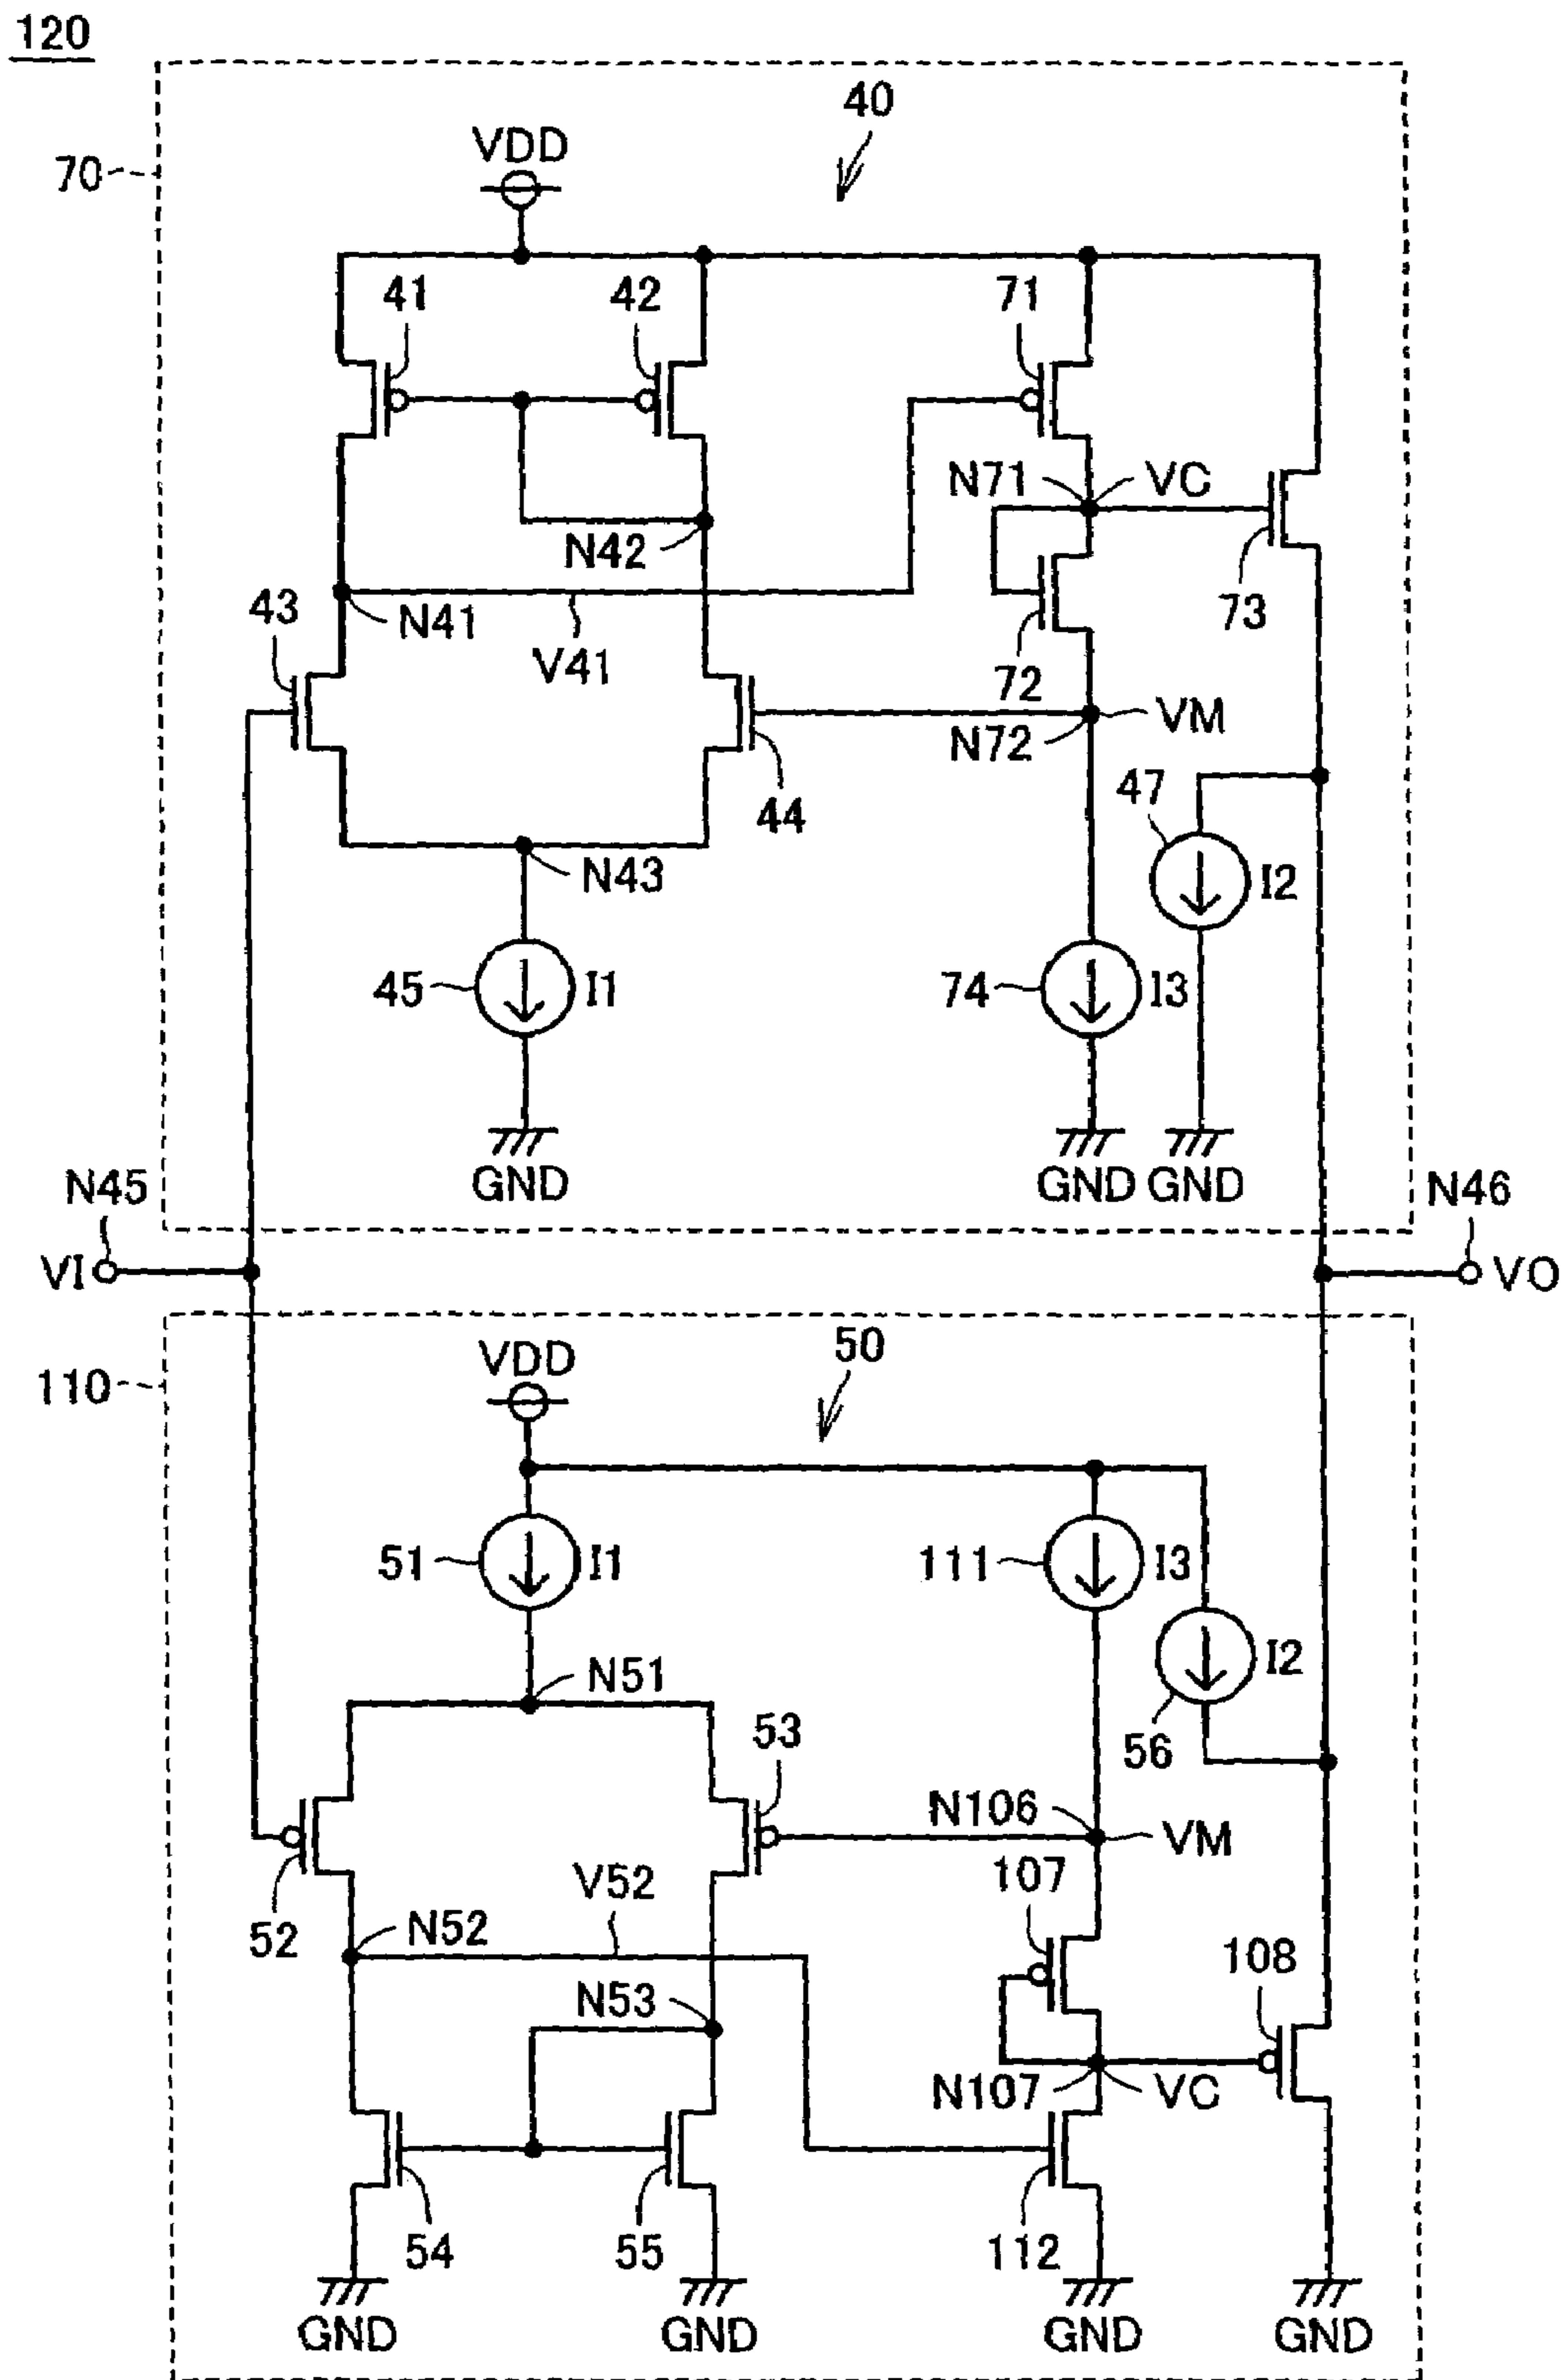 120
40
VDD
70
41
42
71
N71
VC
N42
43
N41
73
V41
72
VM
N72
47
44
N43
I2
45
I1
74
I3
GND
GND
GND
N45
N46
VI
VO
50
VDD
110
51
I1
111
I3
N51
I2
53
56
N106
VM
107
V52
52
N52
108
N53
N107
VC
54
55
112
GND
GND
GND
GND